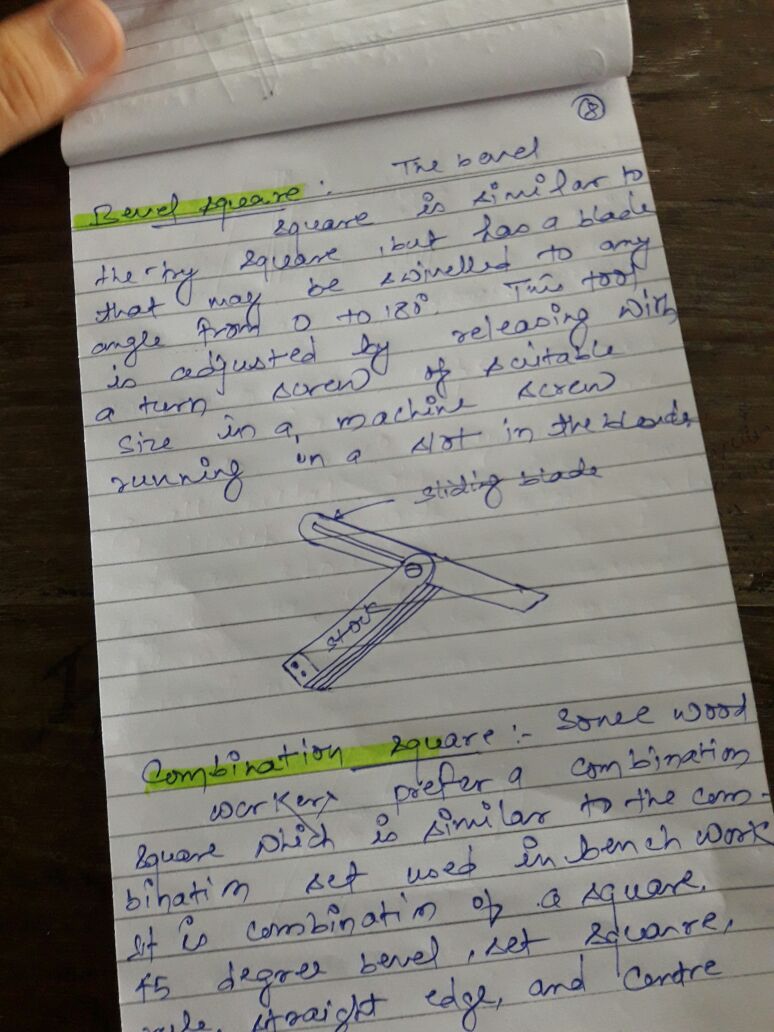 8
Bevel square :- The bevel
square is similar to
the try square, but has a blade
that may be swivelled to any
angle from 0 to 180°. This tool
is adjusted by releasing with
a turn screw of suitable
size in a machine screw
running in a slot in the blade
sliding blade
stock
Combination square :- Some wood
workers prefer a combination
square which is similar to the com-
bination set used in bench work
It is combination of a square,
45 degree bevel, set square,
rule, straight edge, and centre